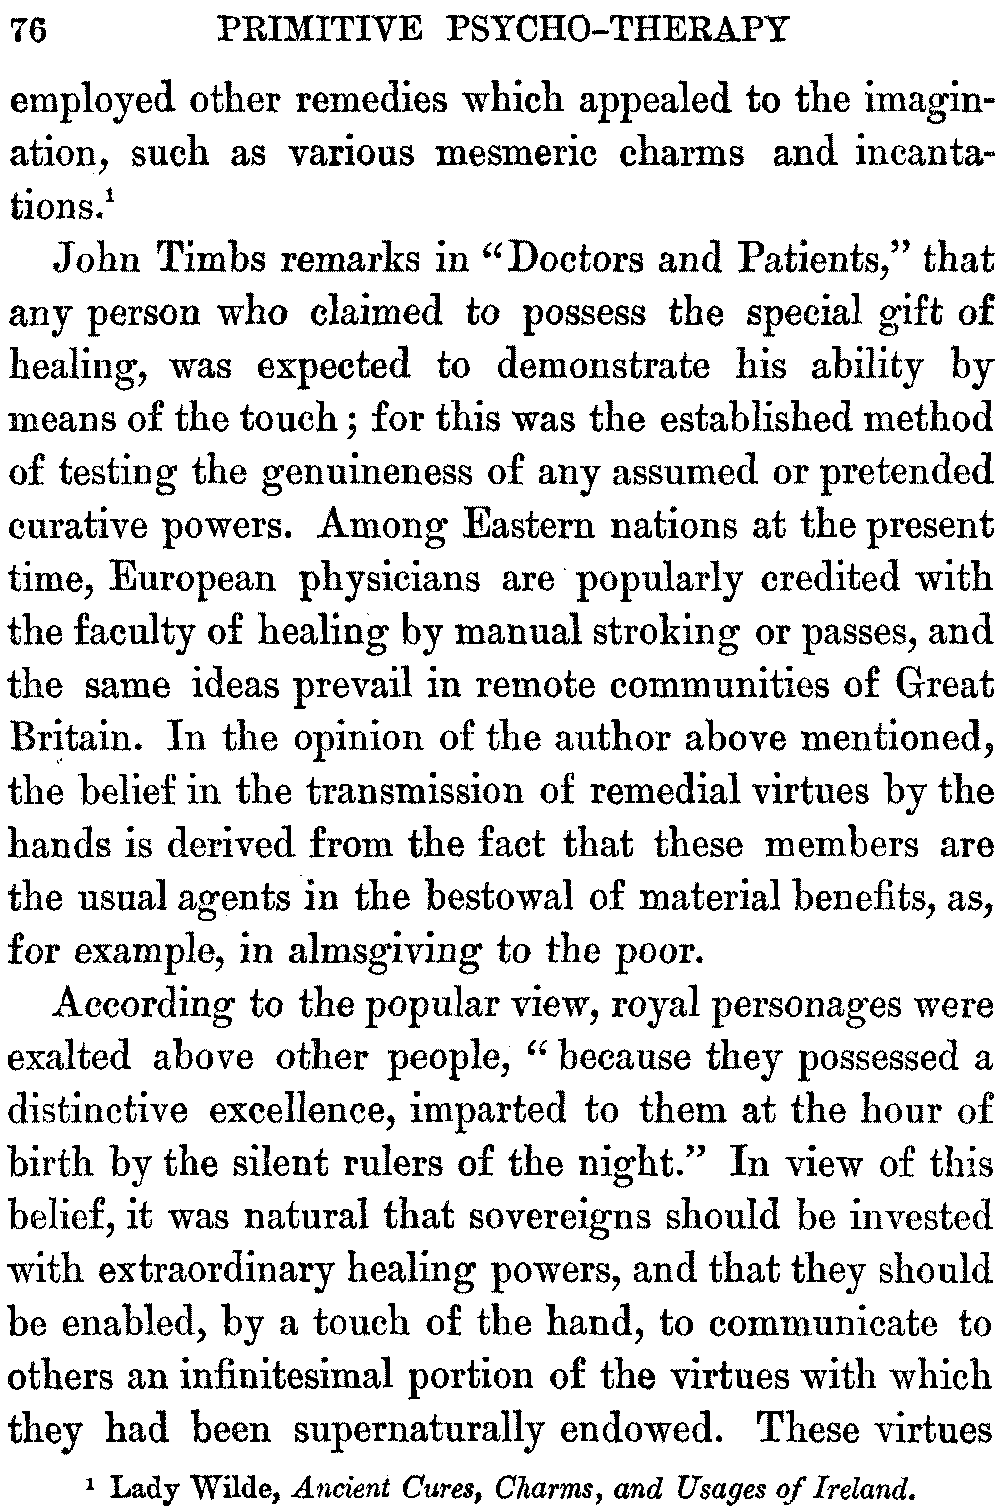 76 PRIMITIVE PSYCHO-THERAPY
employed other remedies which appealed to the imagin-
ation, such as various mesmeric charms and incanta-
tions.¹
John Timbs remarks in “Doctors and Patients,” that
any person who claimed to possess the special gift of
healing, was expected to demonstrate his ability by
means of the touch; for this was the established method
of testing the genuineness of any assumed or pretended
curative powers. Among Eastern nations at the present
time, European physicians are popularly credited with
the faculty of healing by manual stroking or passes, and
the same ideas prevail in remote communities of Great
Britain. In the opinion of the author above mentioned,
the belief in the transmission of remedial virtues by the
hands is derived from the fact that these members are
the usual agents in the bestowal of material benefits, as,
for example, in almsgiving to the poor.
According to the popular view, royal personages were
exalted above other people, “because they possessed a
distinctive excellence, imparted to them at the hour of
birth by the silent rulers of the night.” In view of this
belief, it was natural that sovereigns should be invested
with extraordinary healing powers, and that they should
be enabled, by a touch of the hand, to communicate to
others an infinitesimal portion of the virtues with which
they had been supernaturally endowed. These virtues
¹ Lady Wilde, Ancient Cures, Charms, and Usages of Ireland.